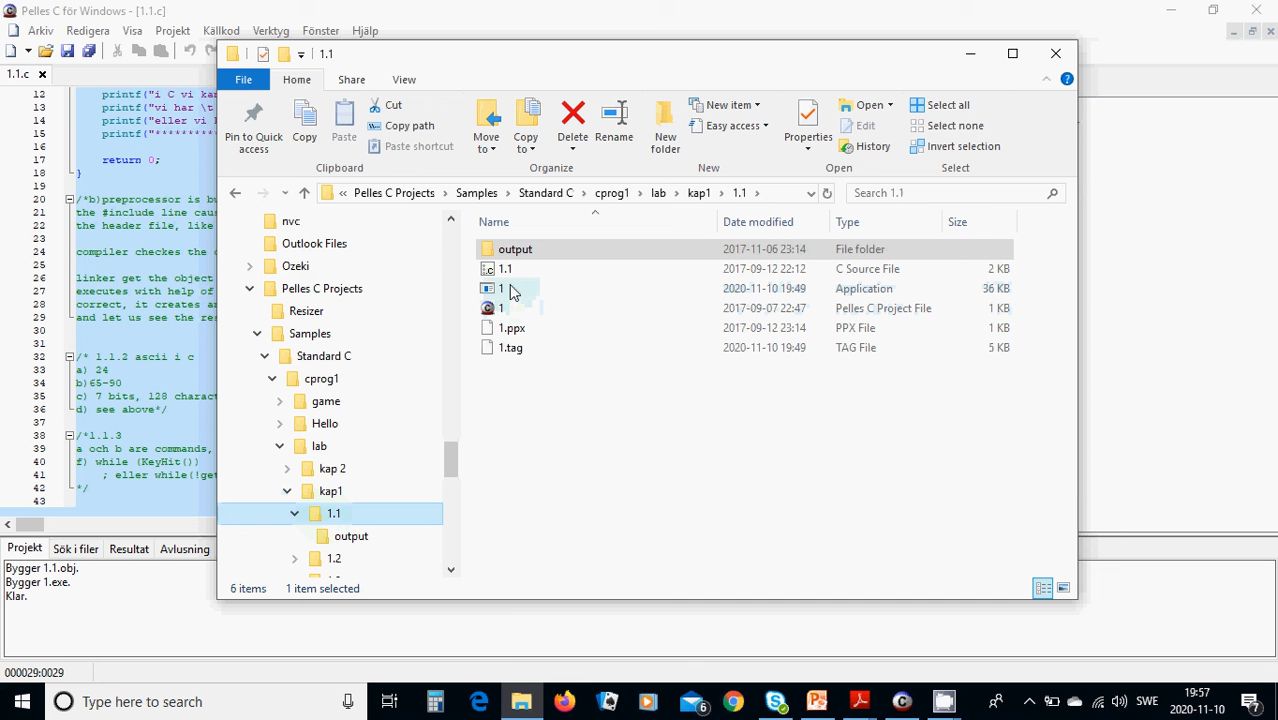 Pelles C för Windows - [1.1.c]
Arkiv Redigera Visa Projekt Källkod Verktyg Fönster Hjälp
1.1.c
12 printf("i C vi kan
13 printf("vi har \t
14 printf("eller vi
15 printf("**********
16
17 return 0;
18 }
19
20 /*b)preprocessor is
21 the #include line
22 the header file, like
23
24 compiler checks the
25
26 linker get the object
27 executes with help of
28 correct, it creates
29 and let us see the
32 /* 1.1.2 ascii i c
33 a) 24
34 b)65-90
35 c) 7 bits, 128
36 d) see above*/
37
38 /*1.1.3
39 a och b are commands,
40 f) while (KeyHit())
41 ; eller
42 */
43
Projekt Sök i filer Resultat Avlusning
Bygger 1.1.obj.
Bygger 1.exe.
Klar.
000029:0029
1.1
File Home Share View
Pin to Quick access
Copy
Paste
Cut
Copy path
Paste shortcut
Clipboard
Move to
Copy to
Delete
Rename
Organize
New folder
New item
Easy access
New
Properties
Open
Edit
History
Open
Select all
Select none
Invert selection
Select
« Pelles C Projects Samples Standard C cprog1 lab kap1 1.1
Search 1.1
nvc
Outlook Files
Ozeki
Pelles C Projects
Resizer
Samples
Standard C
cprog1
game
Hello
lab
kap 2
kap1
1.1
output
1.2
Name Date modified Type Size
output 2017-11-06 23:14 File folder
1.1 2017-09-12 22:12 C Source File 2 KB
1 2020-11-10 19:49 Application 36 KB
1 2017-09-07 22:47 Pelles C Project File 1 KB
1.ppx 2017-09-12 23:14 PPX File 1 KB
1.tag 2020-11-10 19:49 TAG File 5 KB
6 items 1 item selected
Type here to search
6
SWE
19:57
2020-11-10
7